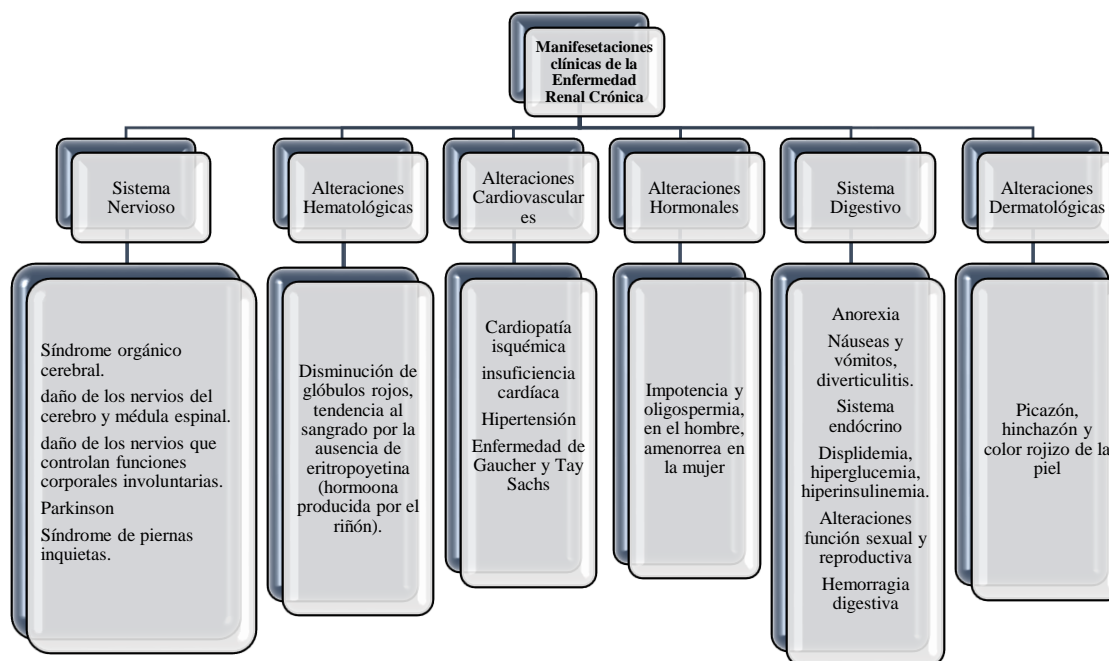 Manifesetaciones
clínicas de la
Enfermedad
Renal Crónica
Sistema
Nervioso
Síndrome orgánico
cerebral.
daño de los nervios del
cerebro y médula espinal.
daño de los nervios que
controlan funciones
corporales involuntarias.
Parkinson
Síndrome de piernas
inquietas.
Alteraciones
Hematológicas
Disminución de
glóbulos rojos,
tendencia al
sangrado por la
ausencia de
eritropoyetina
(hormoona
producida por el
riñón).
Alteraciones
Cardiovascular
es
Cardiopatía
isquémica
insuficiencia
cardíaca
Hipertensión
Enfermedad de
Gaucher y Tay
Sachs
Alteraciones
Hormonales
Impotencia y
oligospermia,
en el hombre,
amenorrea en
la mujer
Sistema
Digestivo
Anorexia
Náuseas y
vómitos,
diverticulitis.
Sistema
endócrino
Displidemia,
hiperglucemia,
hiperinsulinemia.
Alteraciones
función sexual y
reproductiva
Hemorragia
digestiva
Alteraciones
Dermatológicas
Picazón,
hinchazón y
color rojizo de la
piel